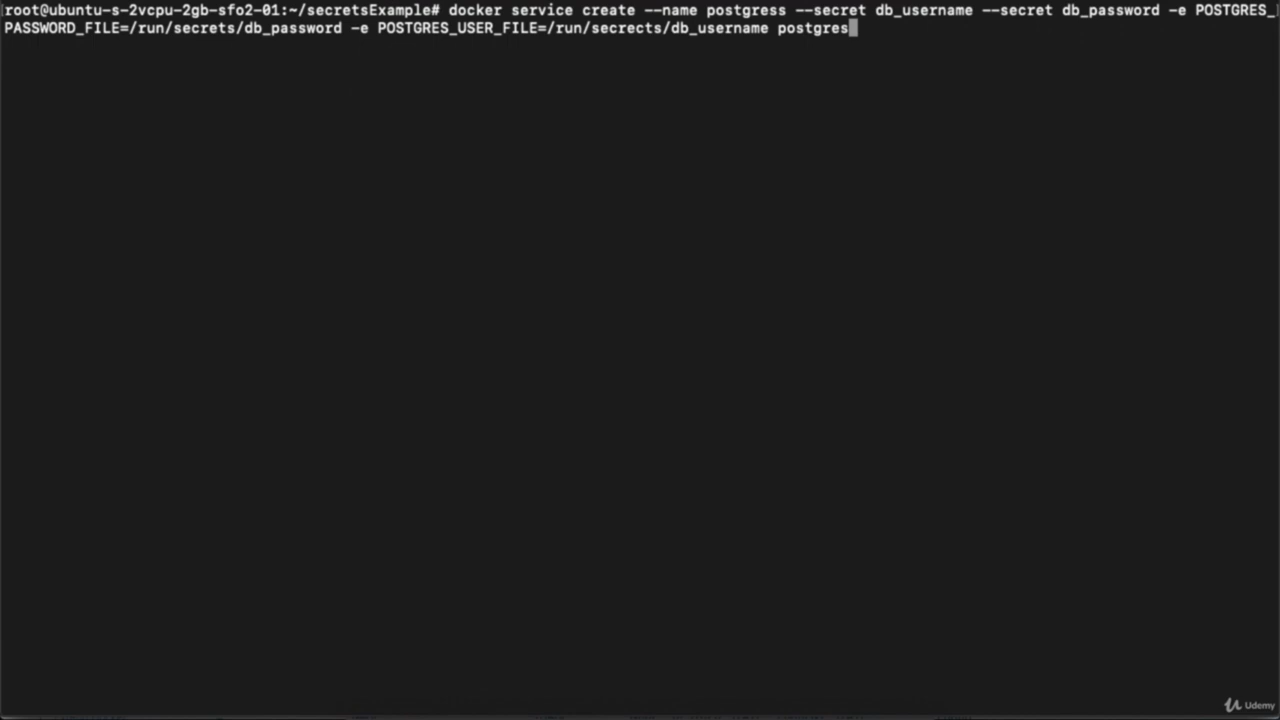 root@ubuntu-s-2vcpu-2gb-sfo2-01:~/secretsExample# docker service create --name postgress --secret db_username --secret db_password -e POSTGRES_
PASSWORD_FILE=/run/secrets/db_password -e POSTGRES_USER_FILE=/run/secrects/db_username postgres
Udemy